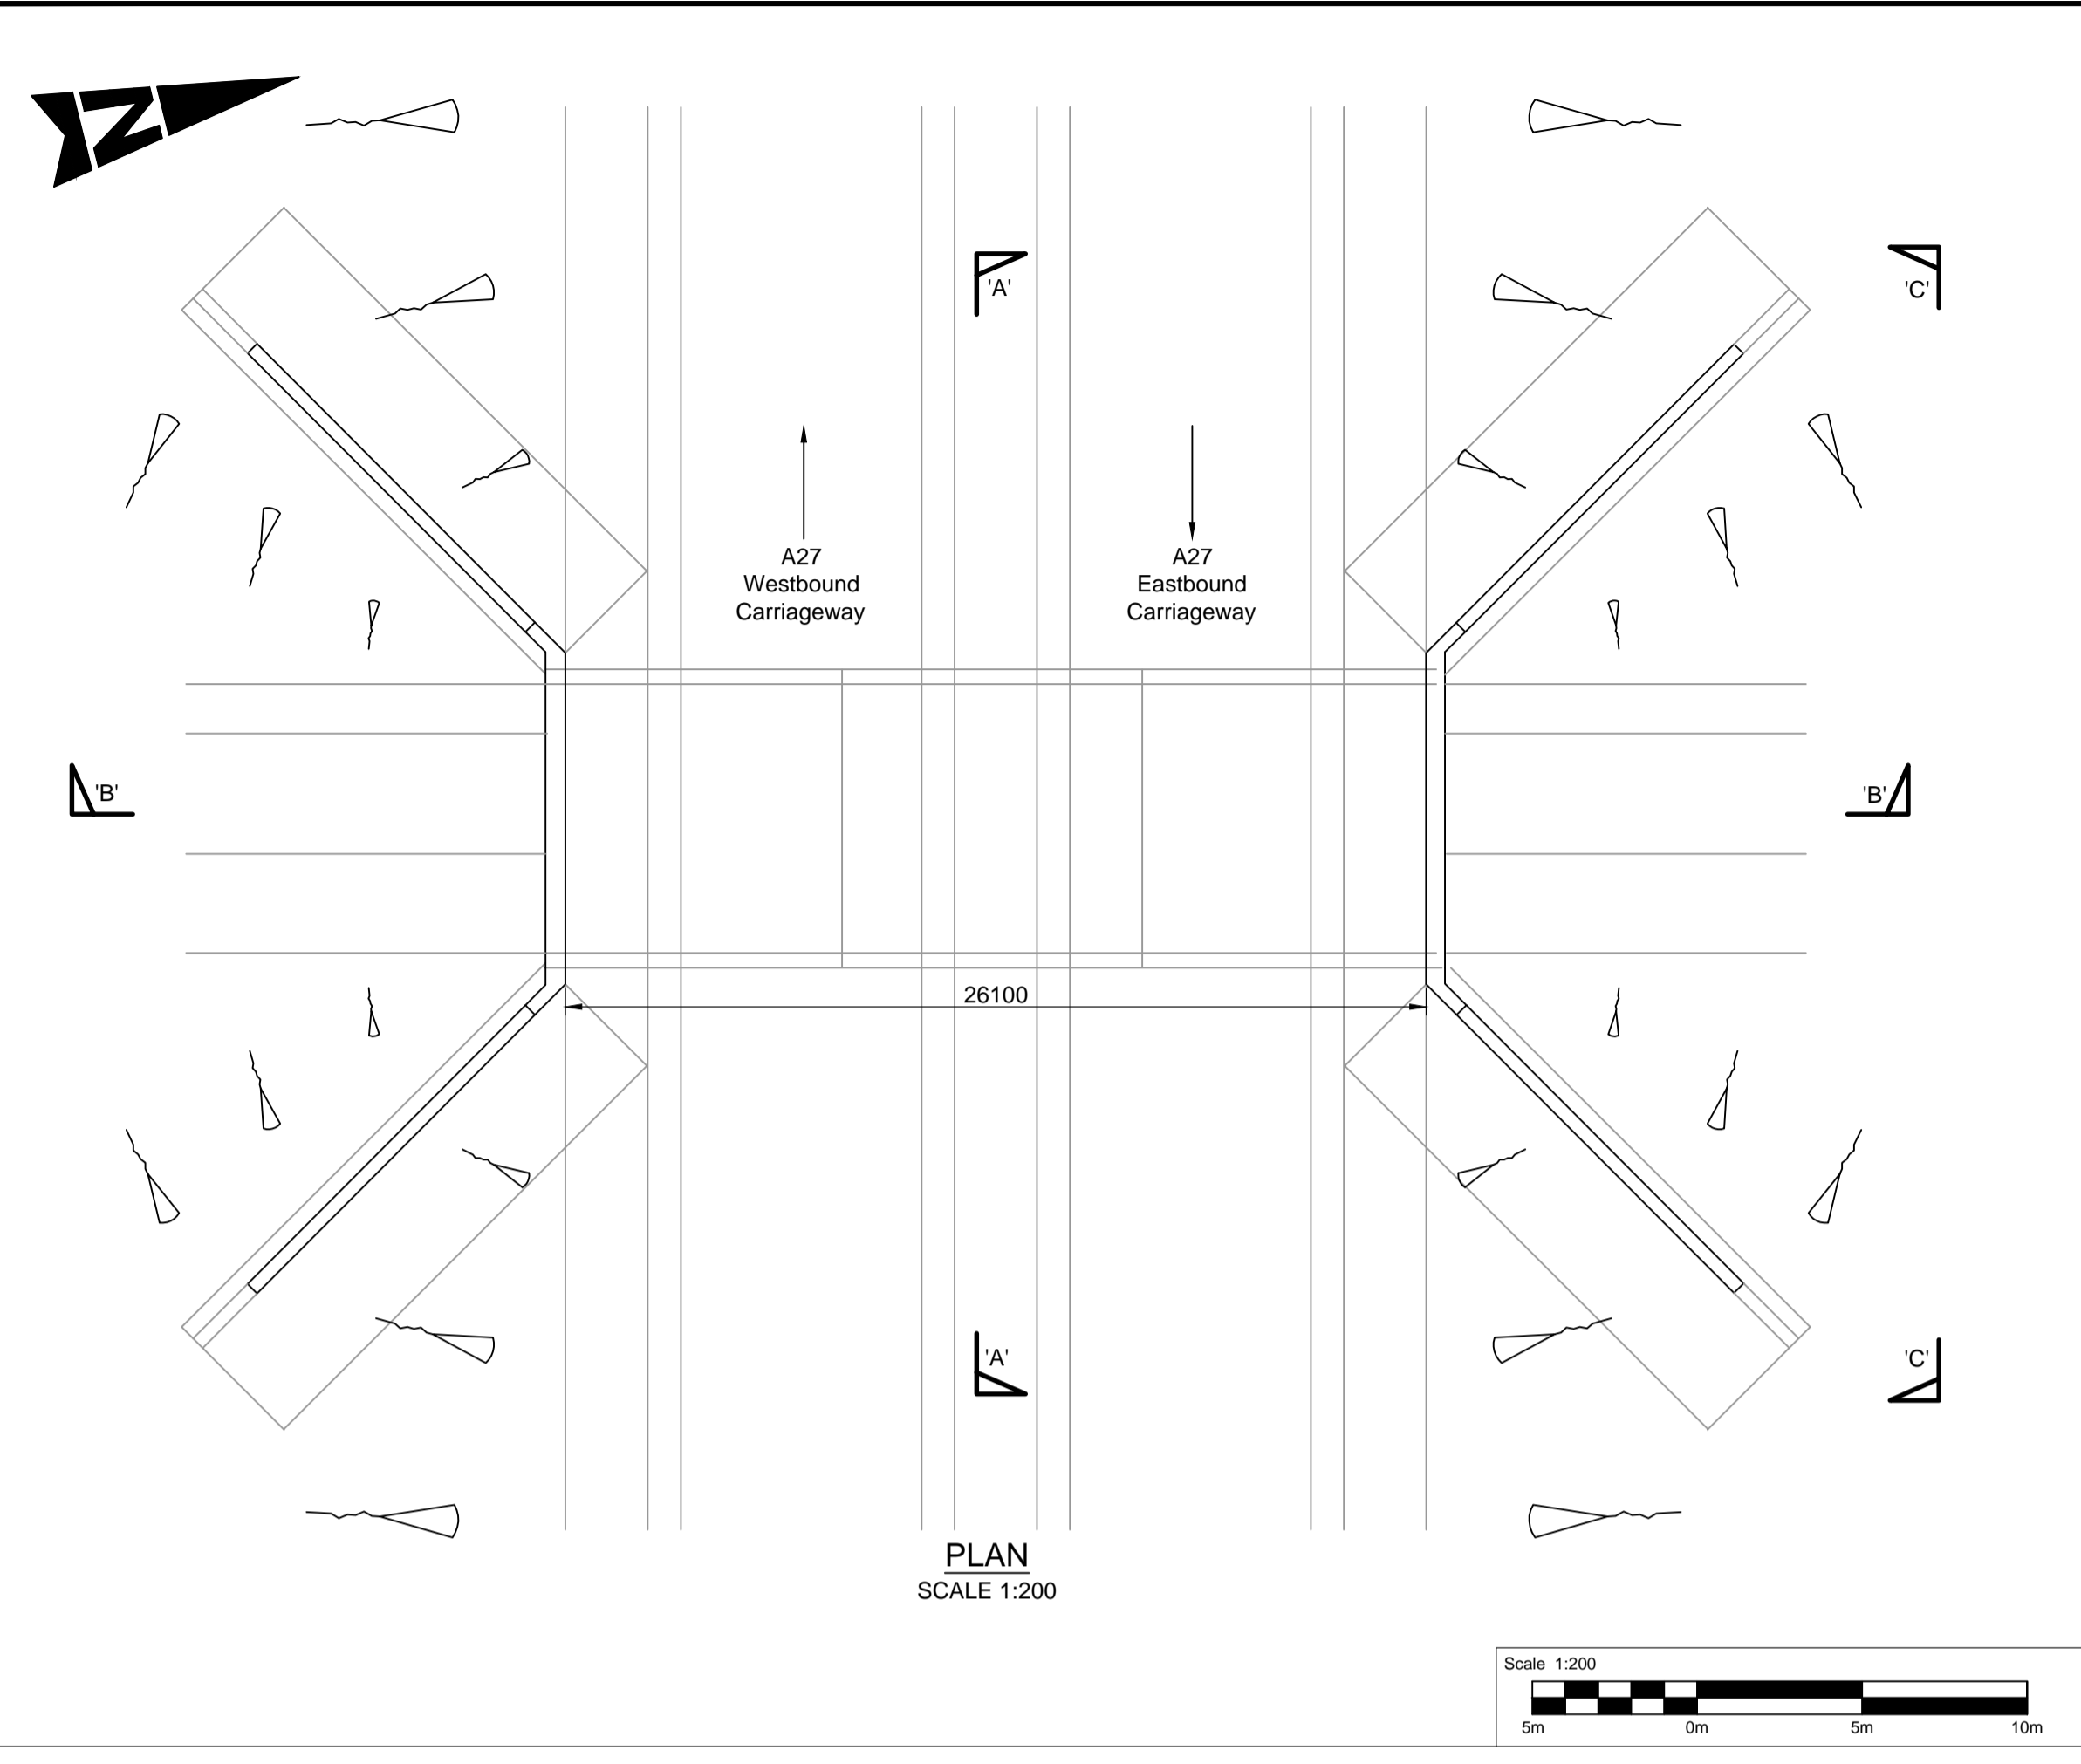 N
'A'
'C'
A27
Westbound
Carriageway
A27
Eastbound
Carriageway
'B'
'B'
26100
'A'
'C'
PLAN
SCALE 1:200
Scale 1:200
5m 0m 5m 10m